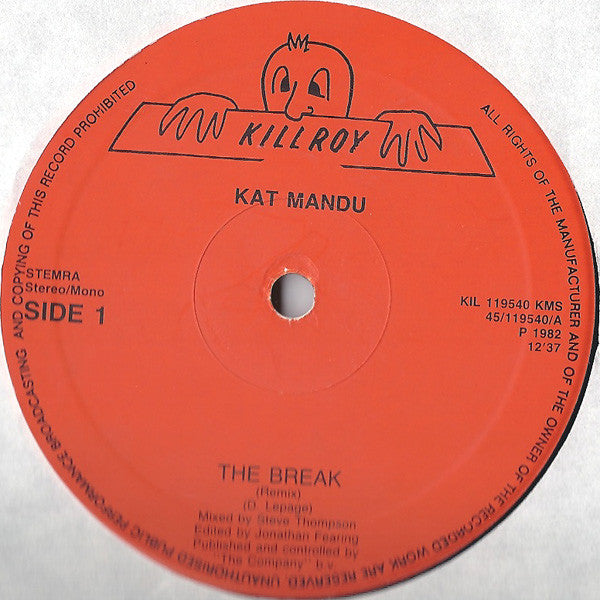 KILLROY
KAT MANDU
STEMRA
Stereo/Mono
SIDE 1
KIL 119540 KMS
45/119540/A
P 1982
12'37
THE BREAK
(Remix)
(D. Lepage)
Mixed by Steve Thompson
Edited by Jonathan Fearing
Published and controlled by
"The Company" b.v.
ALL RIGHTS OF THE MANUFACTURER AND OF THE OWNER OF THE RECORDED WORK ARE RESERVED. UNAUTHORISED PUBLIC PERFORMANCE BROADCASTING AND COPYING OF THIS RECORD PROHIBITED